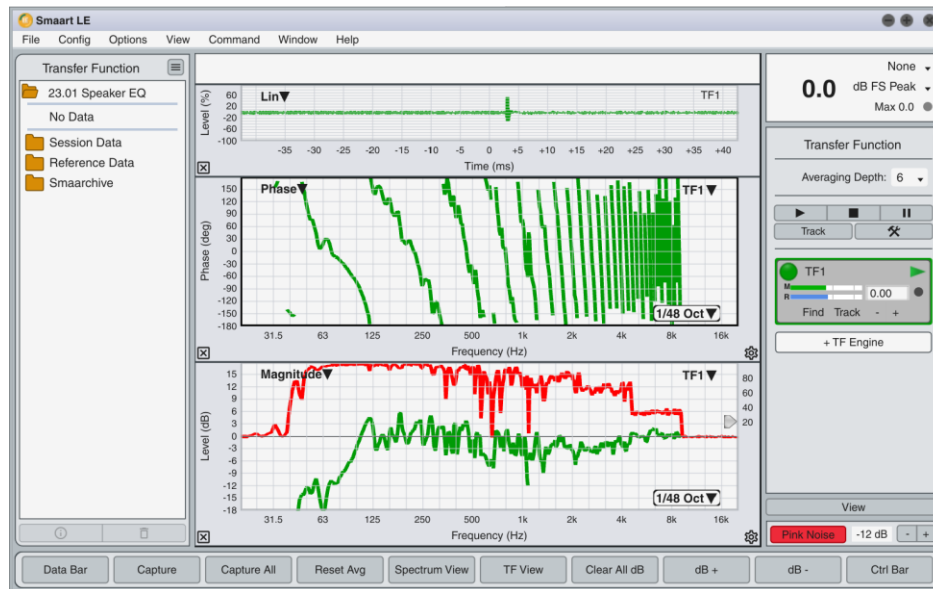 Smaart LE
File Config Options View Command Window Help
Transfer Function
23.01 Speaker EQ
No Data
Session Data
Reference Data
Smaarchive
Level (%)
60
20
-20
-60
-100
Lin▼
TF1
-35 -30 -25 -20 -15 -10 -5 0 +5 +10 +15 +20 +25 +30 +35 +40
Time (ms)
Phase (deg)
150
120
90
60
30
0
-30
-60
-90
-120
-150
-180
Phase▼
TF1▼
1/48 Oct▼
31.5 63 125 250 500 1k 2k 4k 8k 16k
Frequency (Hz)
Level (dB)
15
12
9
6
3
0
-3
-6
-9
-12
-15
-18
Magnitude▼
TF1▼
80
60
40
20
1/48 Oct▼
31.5 63 125 250 500 1k 2k 4k 8k 16k
Frequency (Hz)
None
0.0 dB FS Peak
Max 0.0
Transfer Function
Averaging Depth: 6
Track
TF1
M
R
0.00
Find Track - +
+ TF Engine
View
Pink Noise -12 dB - +
Data Bar Capture Capture All Reset Avg Spectrum View TF View Clear All dB dB + dB - Ctrl Bar